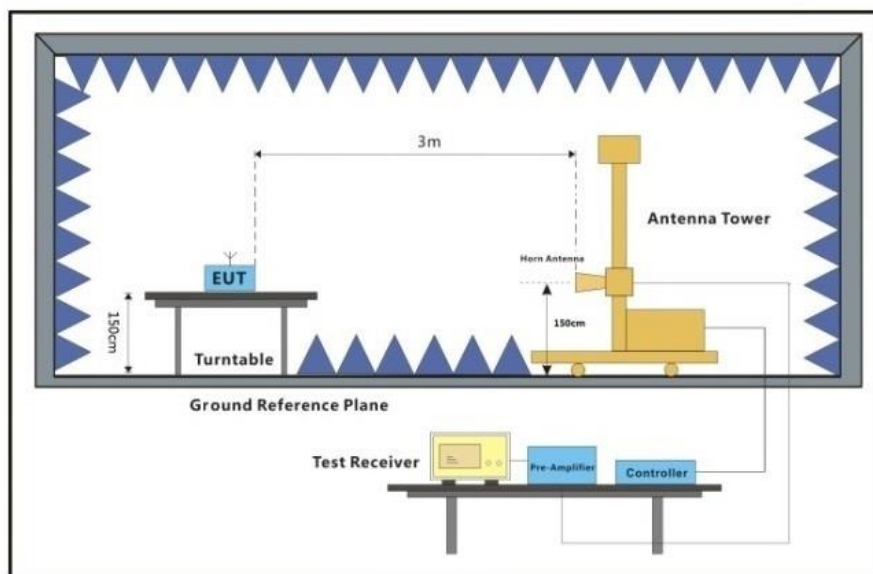 3m
Antenna Tower
Horn Antenna
EUT
150cm
150cm
Turntable
Ground Reference Plane
Test Receiver
Pre-Amplifier
Controller